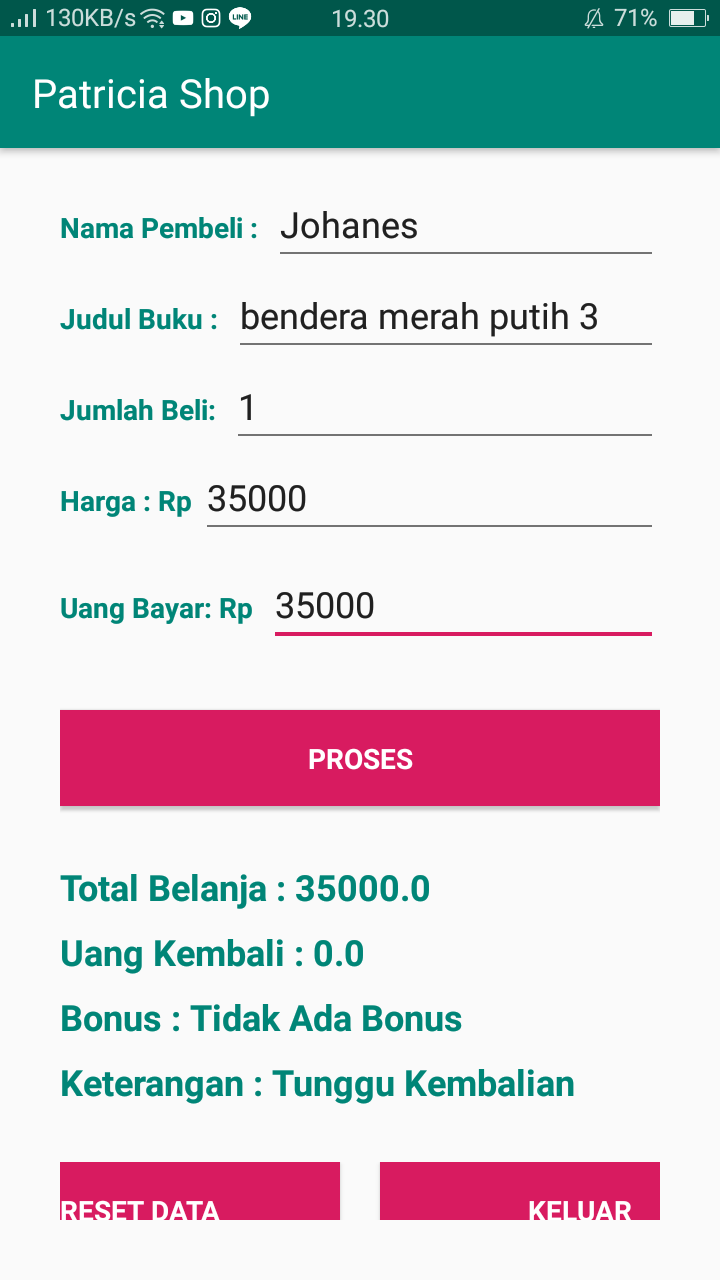 130KB/s LINE 19.30 71%
Patricia Shop
Nama Pembeli : Johanes
Judul Buku : bendera merah putih 3
Jumlah Beli: 1
Harga : Rp 35000
Uang Bayar: Rp 35000
PROSES
Total Belanja : 35000.0
Uang Kembali : 0.0
Bonus : Tidak Ada Bonus
Keterangan : Tunggu Kembalian
RESET DATA KELUAR